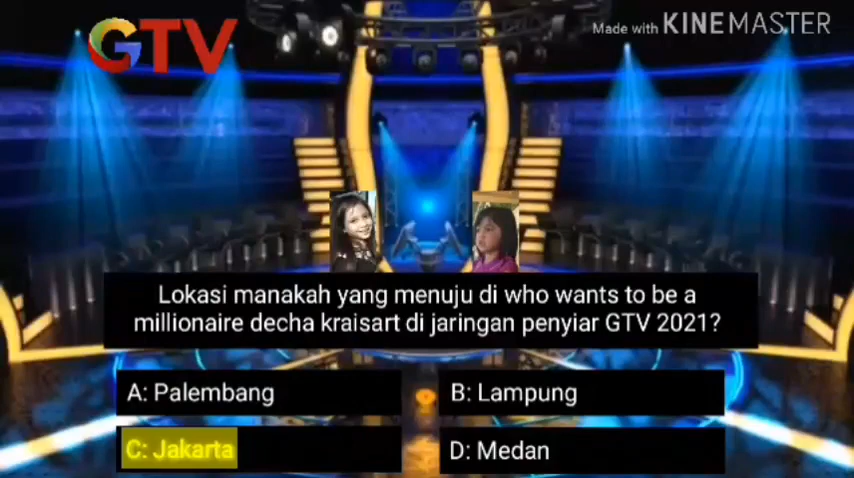 GTV
Made with KINEMASTER
Lokasi manakah yang menuju di who wants to be a
millionaire decha kraisart di jaringan penyiar GTV 2021?
A: Palembang
B: Lampung
C: Jakarta
D: Medan